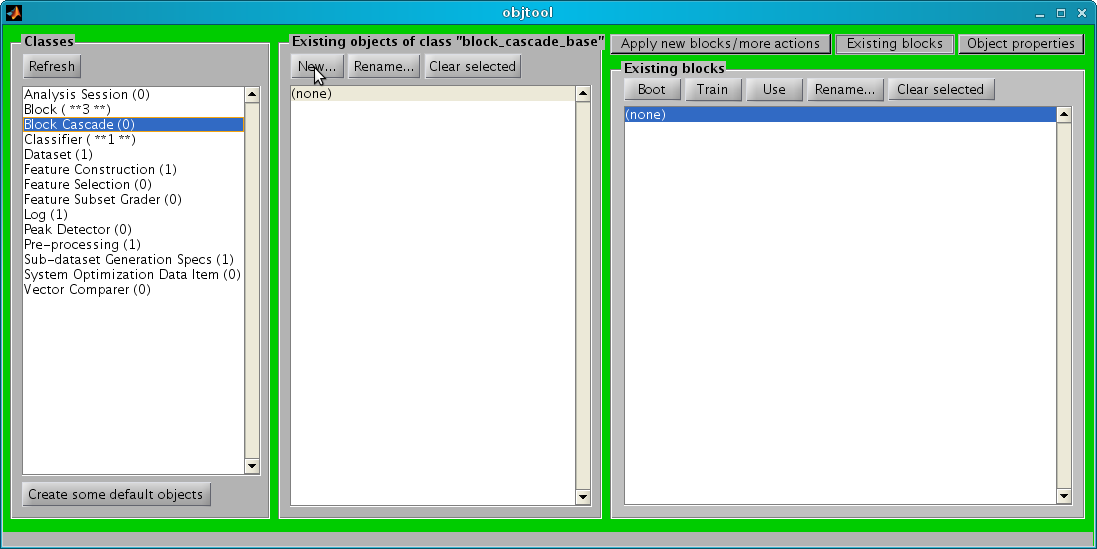 objtool
Classes
Refresh
Analysis Session (0)
Block ( **3 **)
Block Cascade (0)
Classifier ( **1 **)
Dataset (1)
Feature Construction (1)
Feature Selection (0)
Feature Subset Grader (0)
Log (1)
Peak Detector (0)
Pre-processing (1)
Sub-dataset Generation Specs (1)
System Optimization Data Item (0)
Vector Comparer (0)
Create some default objects
Existing objects of class "block_cascade_base"
New... Rename... Clear selected
(none)
Apply new blocks/more actions Existing blocks Object properties
Existing blocks
Boot Train Use Rename... Clear selected
(none)